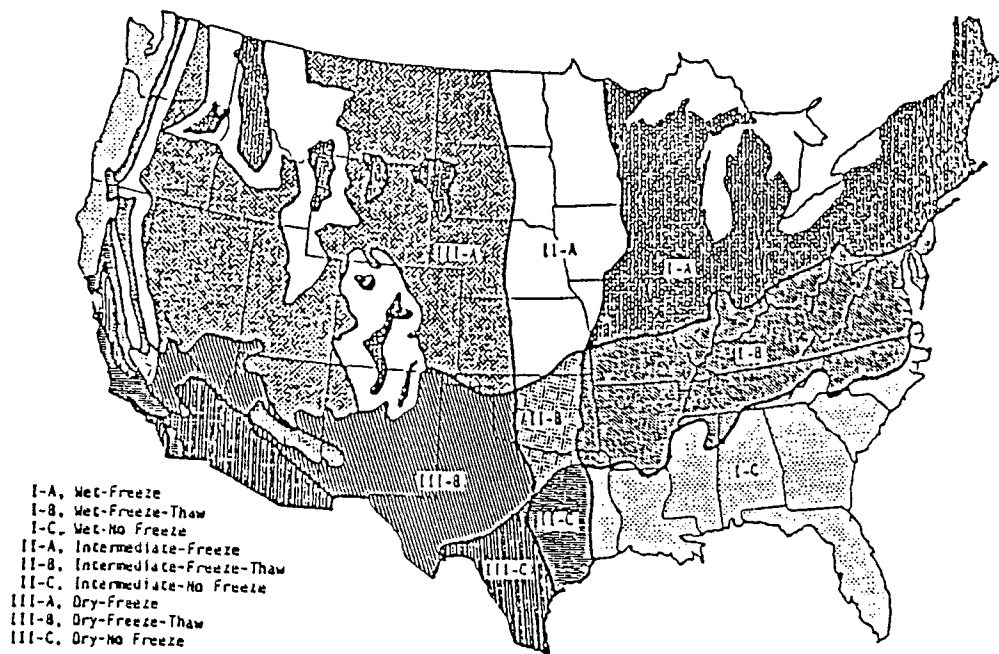 III-A
II-A
I-A
I-B
II-B
III-B
I-C
III-C
III-C
I-A, Wet-Freeze
I-B, Wet-Freeze-Thaw
I-C, Wet-No Freeze
II-A, Intermediate-Freeze
II-B, Intermediate-Freeze-Thaw
II-C, Intermediate-No Freeze
III-A, Dry-Freeze
III-B, Dry-Freeze-Thaw
III-C, Dry-No Freeze